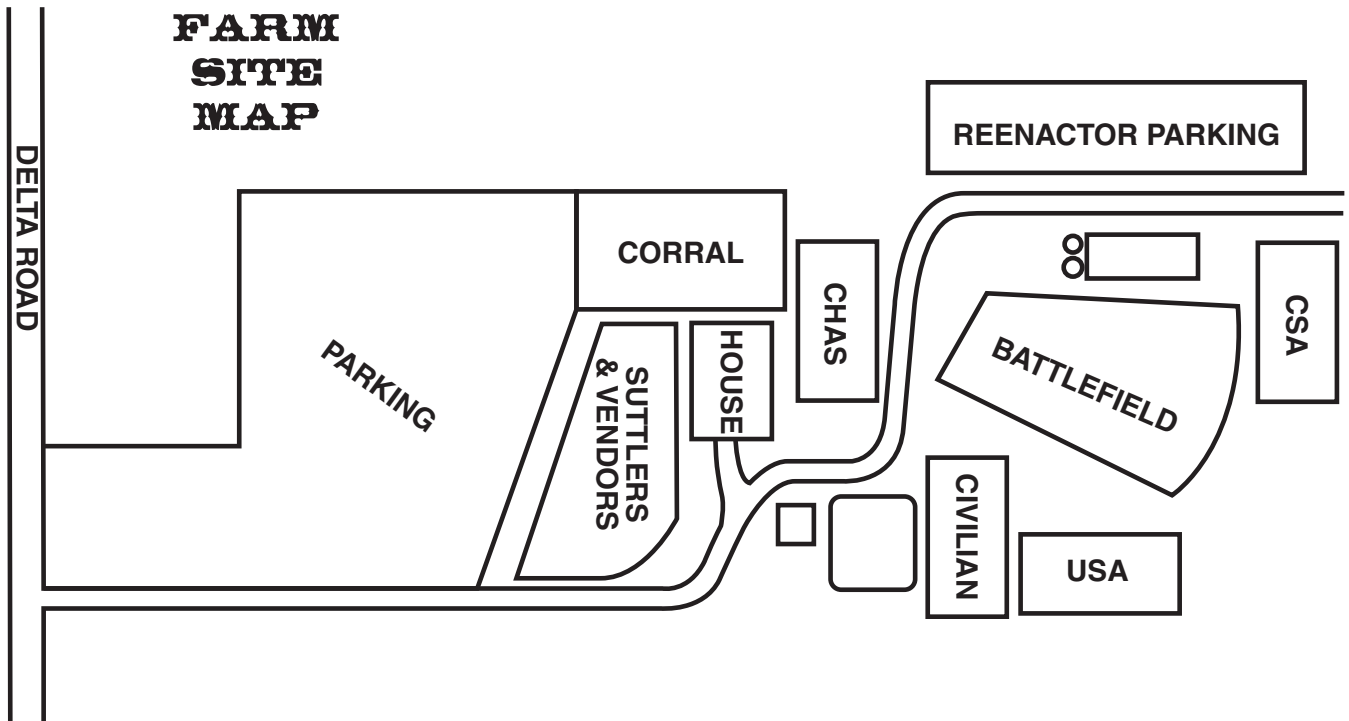 FARM
SITE
MAP
DELTA ROAD
REENACTOR PARKING
CORRAL
CHAS
CSA
PARKING
SUTTLERS
& VENDORS
HOUSE
BATTLEFIELD
CIVILIAN
USA